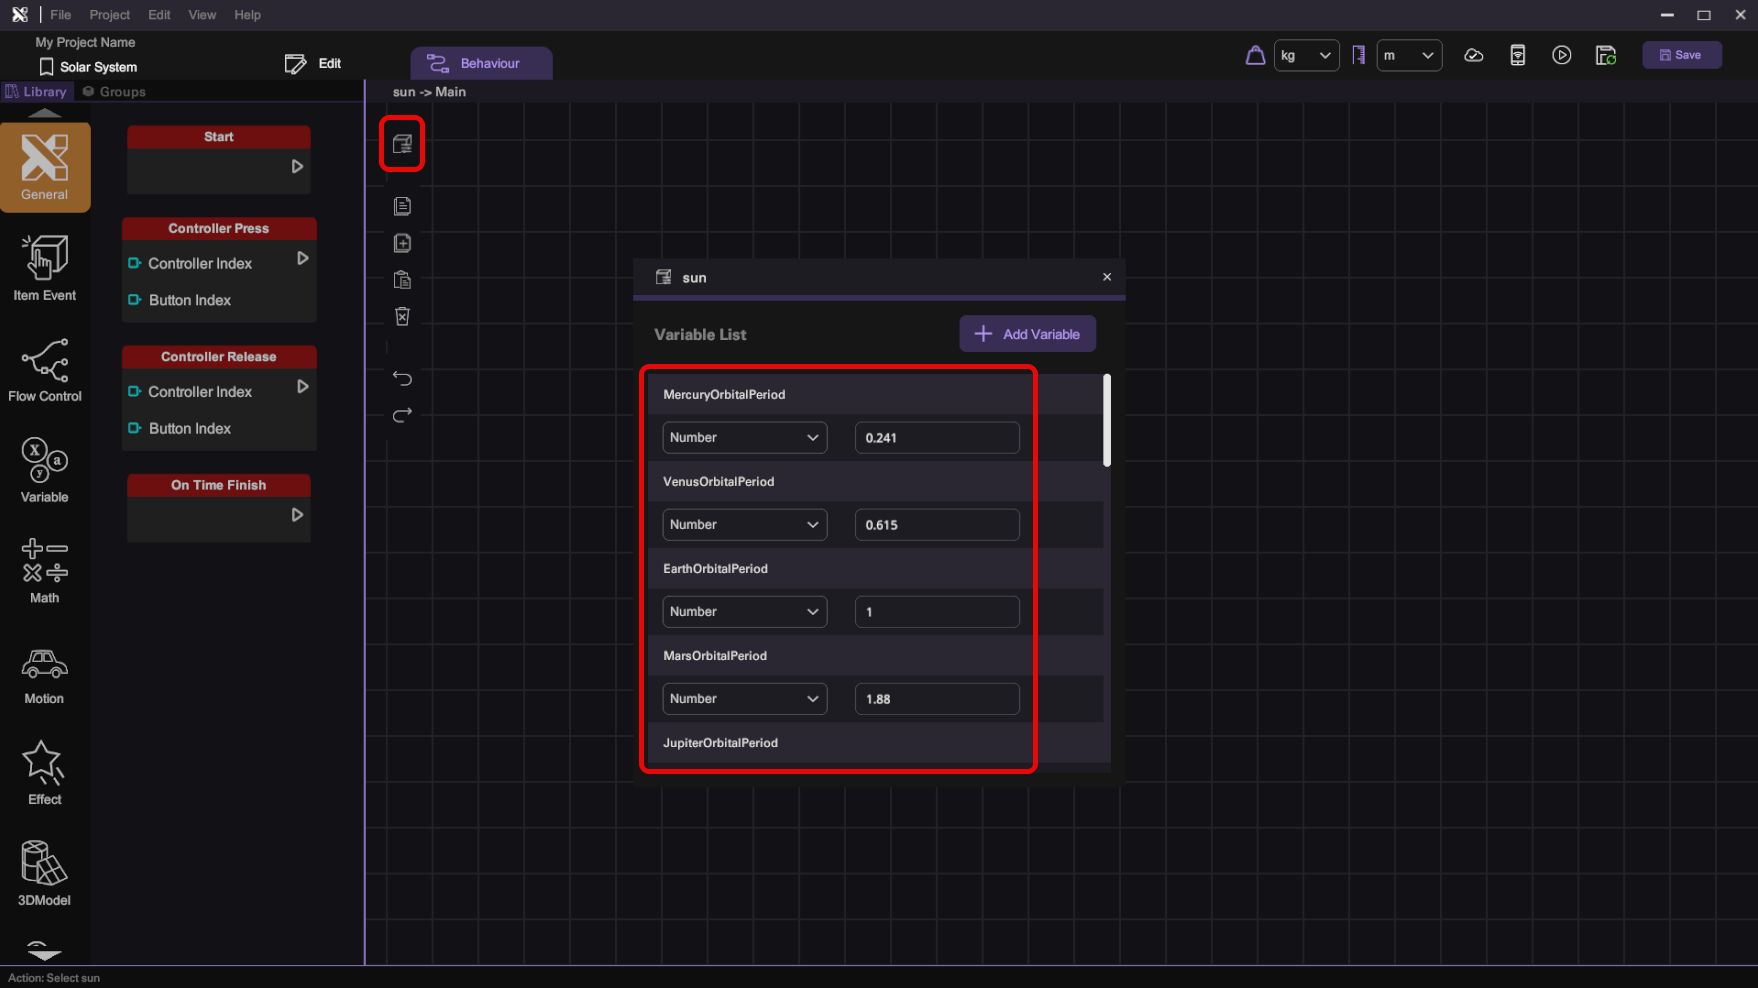 File Project Edit View Help
My Project Name
Solar System
Edit
Behaviour
kg
m
Save
Library
Groups
sun -> Main
General
Item Event
Flow Control
Variable
Math
Motion
Effect
3DModel
Start
Controller Press
Controller Index
Button Index
Controller Release
Controller Index
Button Index
On Time Finish
sun
Variable List
Add Variable
MercuryOrbitalPeriod
Number 0.241
VenusOrbitalPeriod
Number 0.615
EarthOrbitalPeriod
Number 1
MarsOrbitalPeriod
Number 1.88
JupiterOrbitalPeriod
Action: Select sun